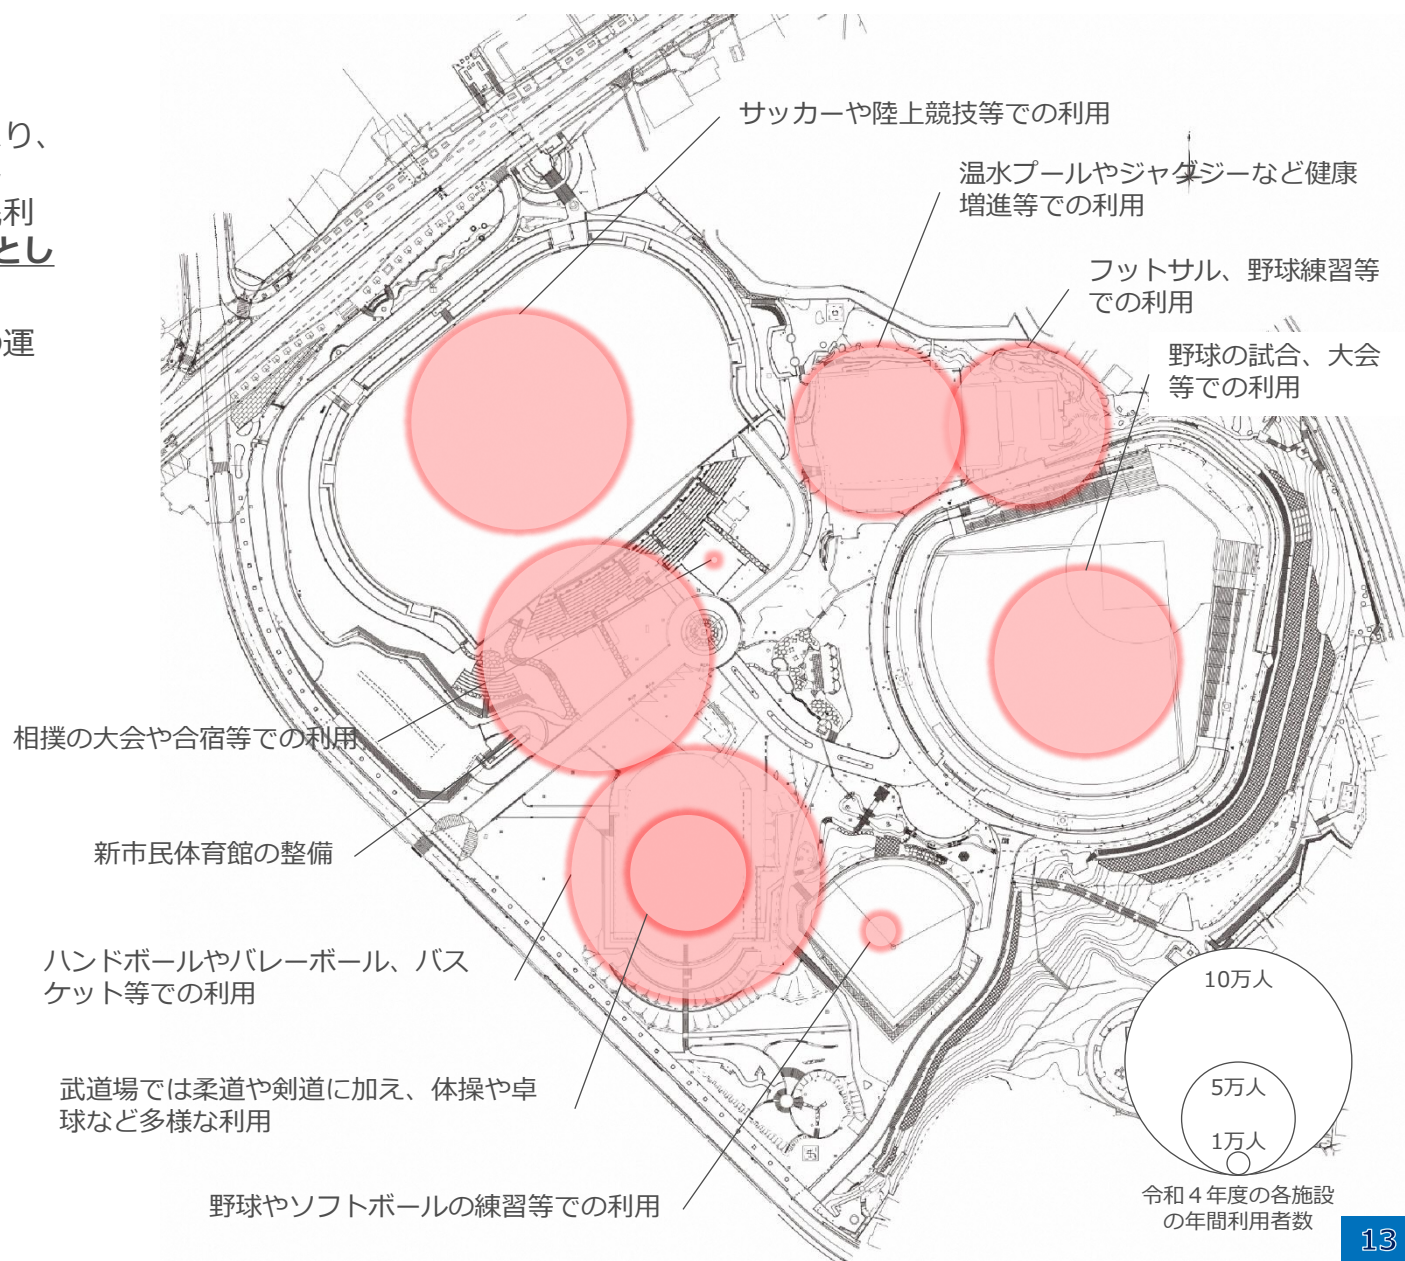 り、
利
とし
運
サッカーや陸上競技等での利用
温水プールやジャグジーなど健康
増進等での利用
フットサル、野球練習等
での利用
野球の試合、大会
等での利用
相撲の大会や合宿等での利用
新市民体育館の整備
ハンドボールやバレーボール、バス
ケット等での利用
武道場では柔道や剣道に加え、体操や卓
球など多様な利用
野球やソフトボールの練習等での利用
10万人
5万人
1万人
令和４年度の各施設
の年間利用者数
13